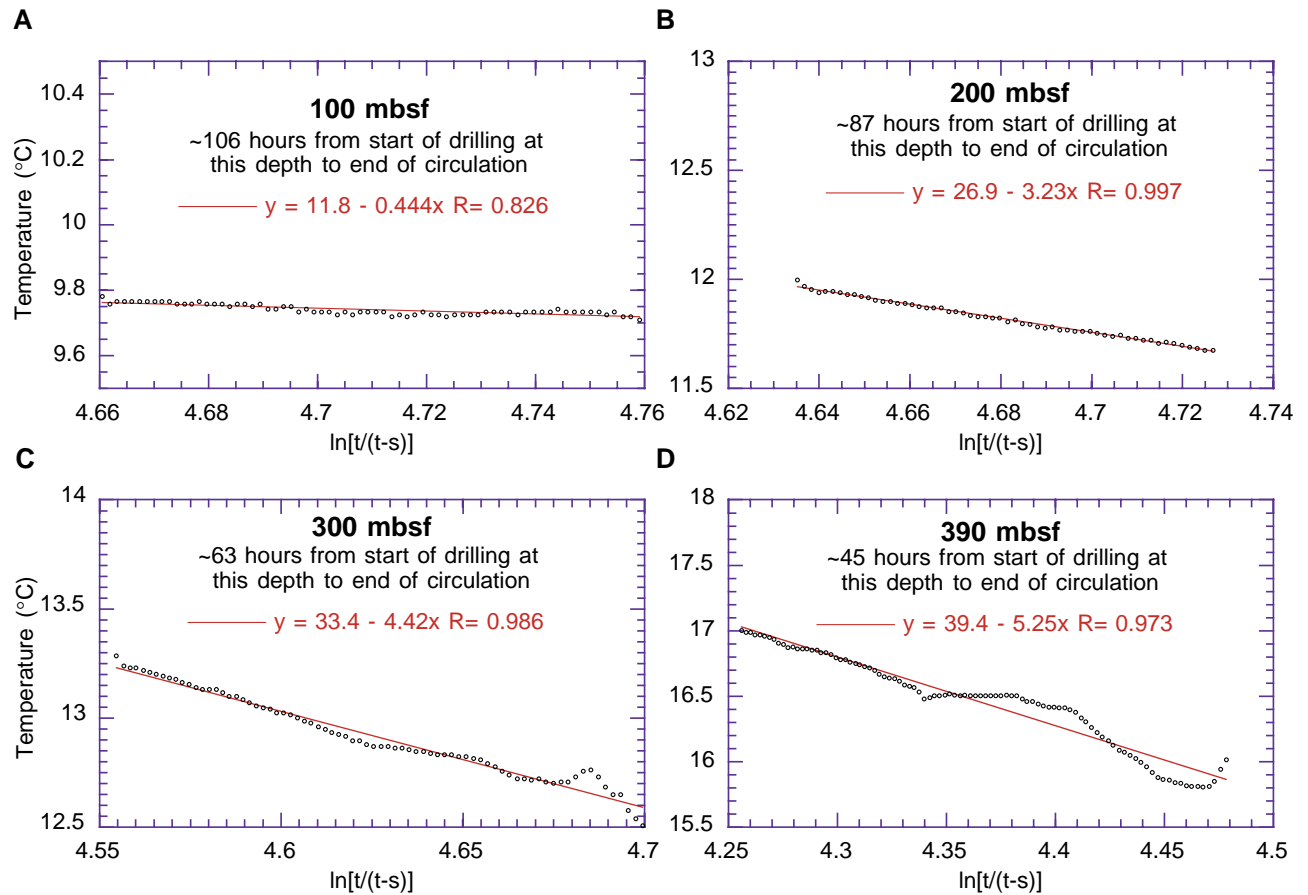 A
100 mbsf
~106 hours from start of drilling at
this depth to end of circulation
y = 11.8 - 0.444x R= 0.826
Temperature (°C)
10.4
10.2
10
9.8
9.6
4.66 4.68 4.7 4.72 4.74 4.76
ln[t/(t-s)]
B
200 mbsf
~87 hours from start of drilling at
this depth to end of circulation
y = 26.9 - 3.23x R= 0.997
13
12.5
12
11.5
4.62 4.64 4.66 4.68 4.7 4.72 4.74
ln[t/(t-s)]
C
300 mbsf
~63 hours from start of drilling at
this depth to end of circulation
y = 33.4 - 4.42x R= 0.986
Temperature (°C)
14
13.5
13
12.5
4.55 4.6 4.65 4.7
ln[t/(t-s)]
D
390 mbsf
~45 hours from start of drilling at
this depth to end of circulation
y = 39.4 - 5.25x R= 0.973
18
17.5
17
16.5
16
15.5
4.25 4.3 4.35 4.4 4.45 4.5
ln[t/(t-s)]